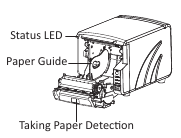 Status LED
Paper Guide
Taking Paper Detection